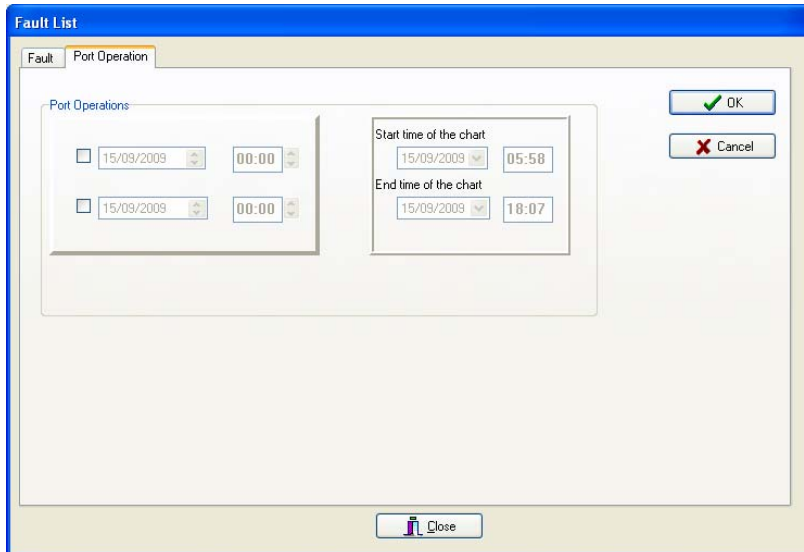 Fault List
Fault Port Operation
Port Operations
OK
Cancel
15/09/2009 00:00
15/09/2009 00:00
Start time of the chart
15/09/2009 05:58
End time of the chart
15/09/2009 18:07
Close